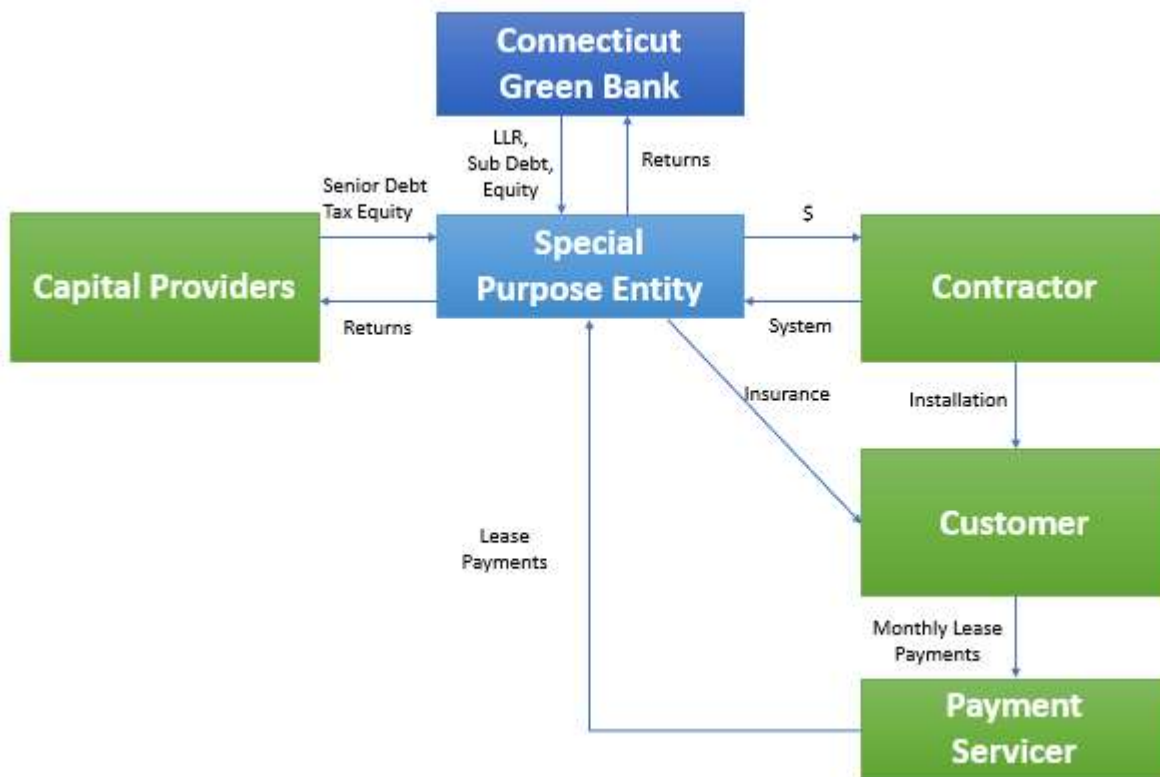 Connecticut
Green Bank
LLR,
Sub Debt,
Equity
Returns
Senior Debt
Tax Equity
$
Capital Providers
Special
Purpose Entity
Contractor
Returns
System
Insurance
Installation
Customer
Lease
Payments
Monthly Lease
Payments
Payment
Servicer